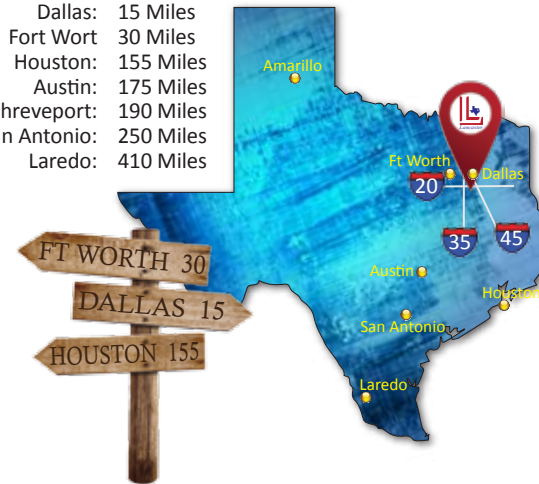 Dallas: 15 Miles
Fort Wort 30 Miles
Houston: 155 Miles
Austin: 175 Miles
hreveport: 190 Miles
n Antonio: 250 Miles
Laredo: 410 Miles
Amarillo
LL
Lancaster
Ft Worth
Dallas
20
35
45
FT WORTH 30
DALLAS 15
HOUSTON 155
Austin
Houston
San Antonio
Laredo